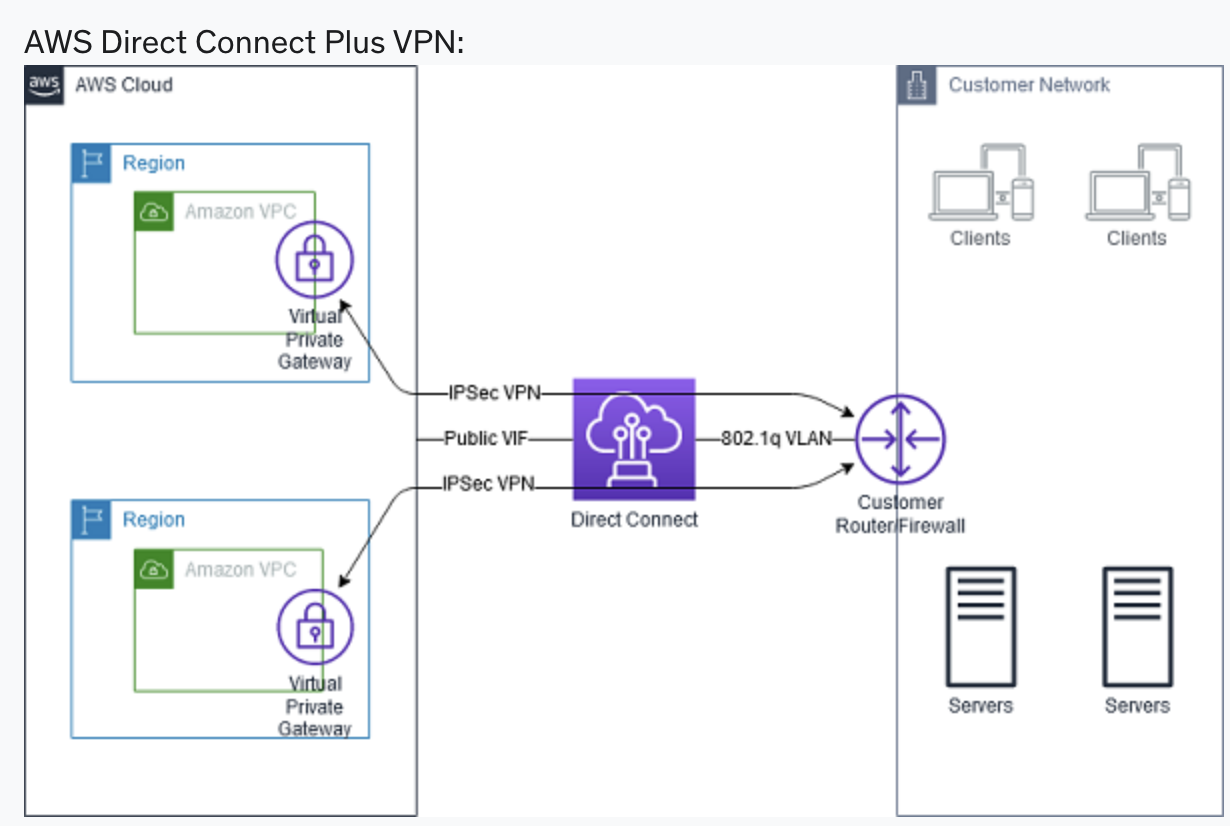 AWS Direct Connect Plus VPN:
aws
AWS Cloud
Customer Network
Region
Amazon VPC
Virtual
Private
Gateway
Clients
Clients
IPSec VPN
Public VIF
802.1q VLAN
IPSec VPN
Direct Connect
Customer
Router/Firewall
Region
Amazon VPC
Virtual
Private
Gateway
Servers
Servers